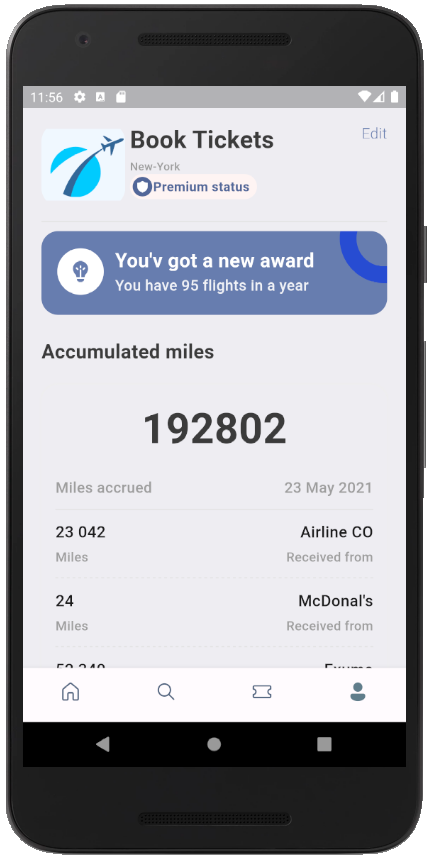 11:56
Book Tickets
Edit
New-York
Premium status
You'v got a new award
You have 95 flights in a year
Accumulated miles
192802
Miles accrued 23 May 2021
23 042 Airline CO
Miles Received from
24 McDonal's
Miles Received from